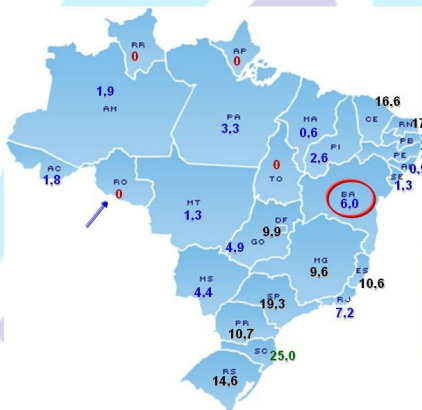 RR
0
AP
0
1,9
AM
PA
3,3
MA
0,6
CE
16,6
RN
PB
PI
2,6
PE
AC
1,8
RO
0
0
TO
SE
1,3
BA
6,0
MT
1,3
DF
9,9
4,9
GO
MG
9,6
MS
4,4
ES
10,6
SP
19,3
RJ
7,2
PR
10,7
SC
25,0
RS
14,6